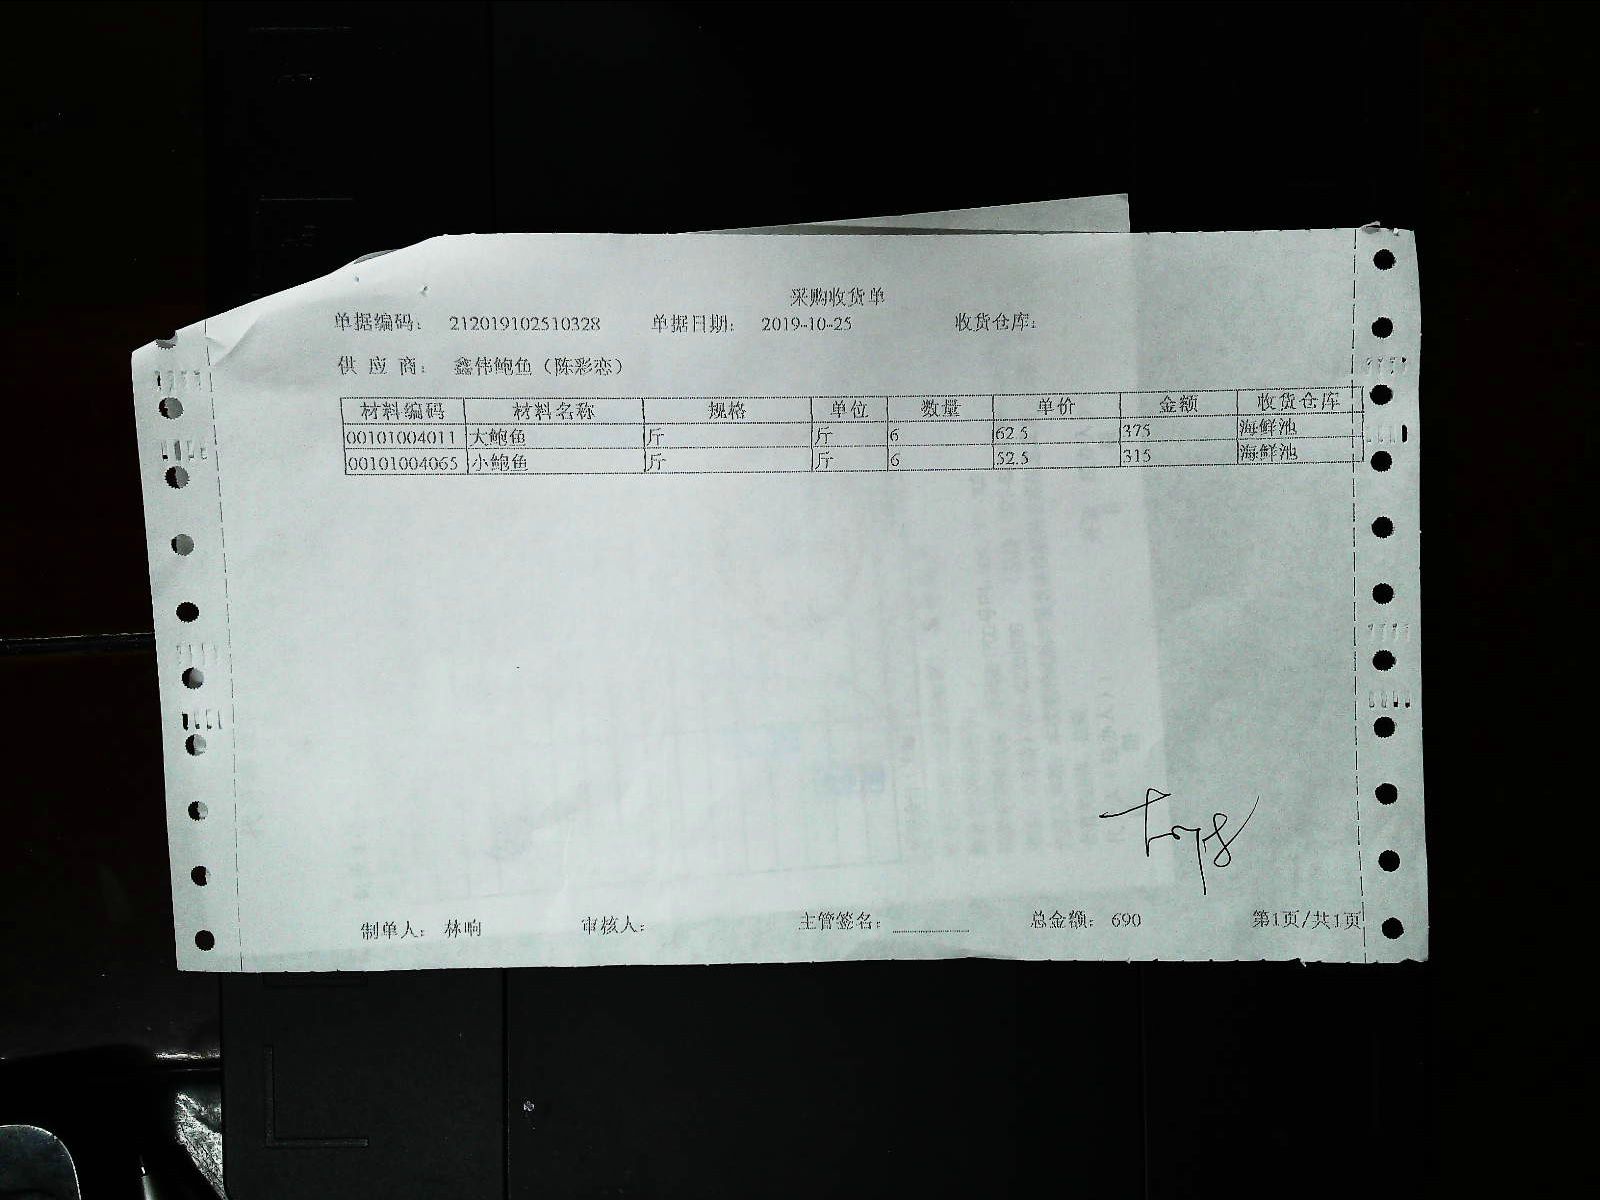 采购收货单
单据编码： 212019102510328 单据日期： 2019-10-25 收货仓库：
供应商： 鑫伟鲍鱼（陈彩恋）
材料编码 材料名称 规格 单位 数量 单价 金额 收货仓库
00101004011 大鲍鱼 斤 斤 6 62.5 375 海鲜池
00101004065 小鲍鱼 斤 斤 6 52.5 315 海鲜池
制单人： 林响 审核人： 主管签名： 总金额： 690 第1页/共1页